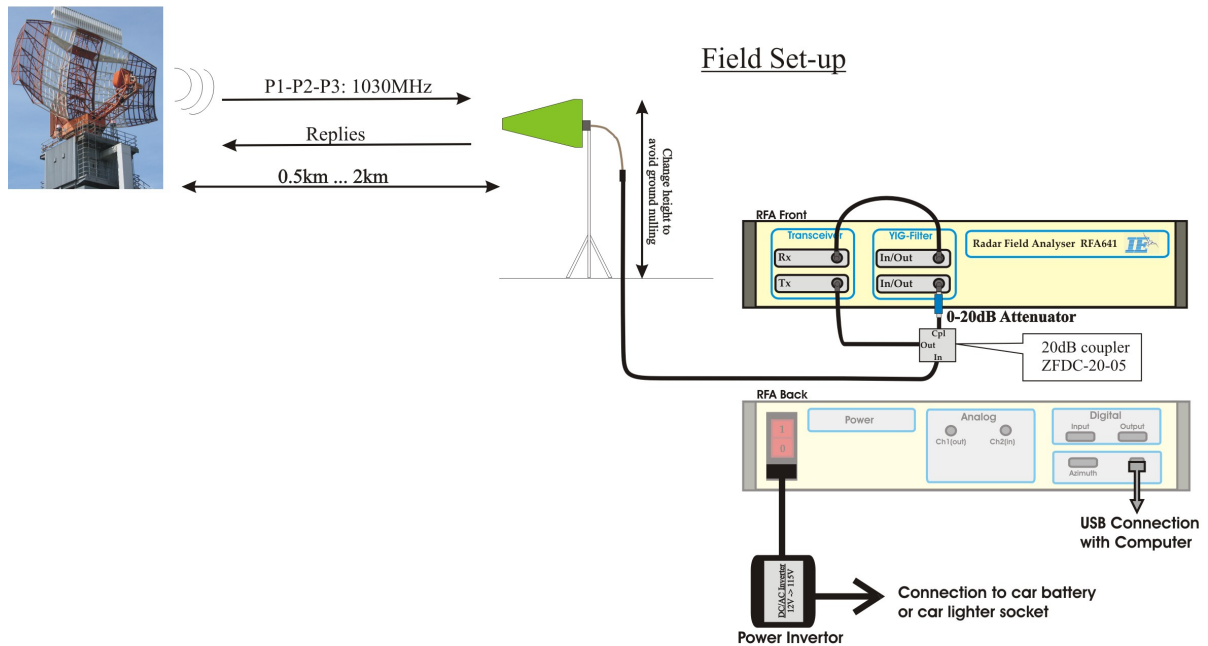 Field Set-up
P1-P2-P3: 1030MHz
Replies
0.5km ... 2km
Change height to
avoid ground nulling
RFA Front
Transceiver
Rx
Tx
YIG-Filter
In/Out
In/Out
Radar Field Analyser RFA641
IE
0-20dB Attenuator
Cpl
Out
In
20dB coupler
ZFDC-20-05
RFA Back
1
0
Power
Analog
Ch1(out)
Ch2(in)
Digital
Input
Output
Azimuth
USB Connection
with Computer
DC/AC Inverter
12V -> 115V
Power Invertor
Connection to car battery
or car lighter socket